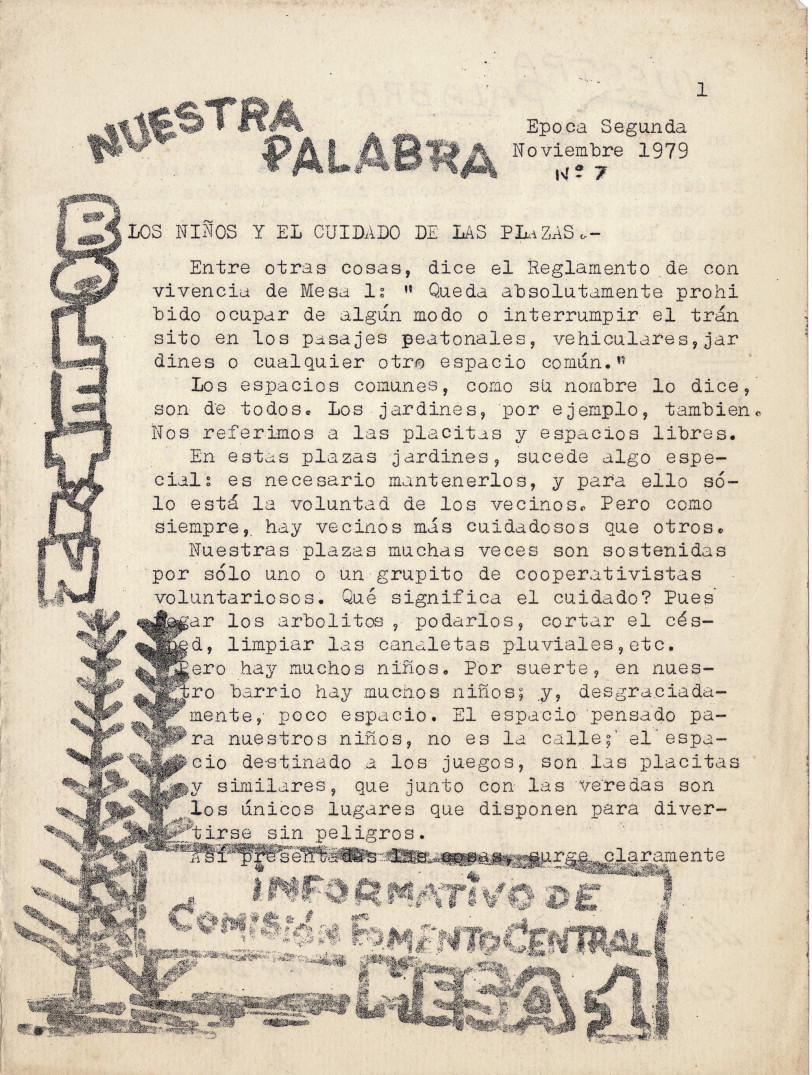 1
NUESTRA
PALABRA
Epoca Segunda
Noviembre 1979
Nº 7
BOLETÍN
LOS NIÑOS Y EL CUIDADO DE LAS PLAZAS.-
Entre otras cosas, dice el Reglamento de con
vivencia de Mesa 1: " Queda absolutamente prohi
bido ocupar de algún modo o interrumpir el trán
sito en los pasajes peatonales, vehiculares,jar
dines o cualquier otro espacio común."
Los espacios comunes, como su nombre lo dice,
son de todos. Los jardines, por ejemplo, tambien.
Nos referimos a las placitas y espacios libres.
En estas plazas jardines, sucede algo espe-
cial: es necesario mantenerlos, y para ello só-
lo está la voluntad de los vecinos. Pero como
siempre, hay vecinos más cuidadosos que otros.
Nuestras plazas muchas veces son sostenidas
por sólo uno o un grupito de cooperativistas
voluntariosos. Qué significa el cuidado? Pues
regar los arbolitos, podarlos, cortar el cés-
ped, limpiar las canaletas pluviales,etc.
Pero hay muchos niños. Por suerte, en nues-
tro barrio hay muchos niños; y, desgraciada-
mente, poco espacio. El espacio pensado pa-
ra nuestros niños, no es la calle; el espa-
cio destinado a los juegos, son las placitas
y similares, que junto con las veredas son
los únicos lugares que disponen para diver-
tirse sin peligros.
Así presentadas las cosas, surge claramente
INFORMATIVO DE
COMISIÓN FOMENTO CENTRAL
MESA 1